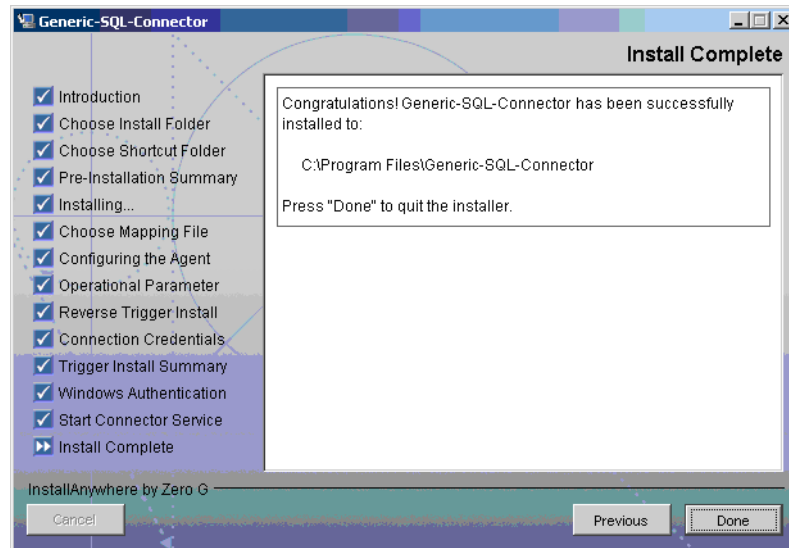 Generic-SQL-Connector
Install Complete
Introduction
Choose Install Folder
Choose Shortcut Folder
Pre-Installation Summary
Installing...
Choose Mapping File
Configuring the Agent
Operational Parameter
Reverse Trigger Install
Connection Credentials
Trigger Install Summary
Windows Authentication
Start Connector Service
Install Complete
Congratulations! Generic-SQL-Connector has been successfully
installed to:
C:\Program Files\Generic-SQL-Connector
Press "Done" to quit the installer.
InstallAnywhere by Zero G
Cancel
Previous
Done